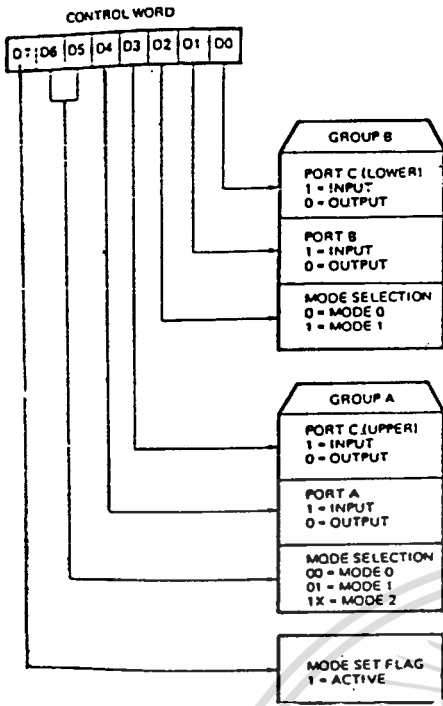 CONTROL WORD
D7 D6 D5 D4 D3 D2 D1 D0
GROUP B
PORT C (LOWER)
1 = INPUT
0 = OUTPUT
PORT B
1 = INPUT
0 = OUTPUT
MODE SELECTION
0 = MODE 0
1 = MODE 1
GROUP A
PORT C (UPPER)
1 = INPUT
0 = OUTPUT
PORT A
1 = INPUT
0 = OUTPUT
MODE SELECTION
00 = MODE 0
01 = MODE 1
1X = MODE 2
MODE SET FLAG
1 = ACTIVE